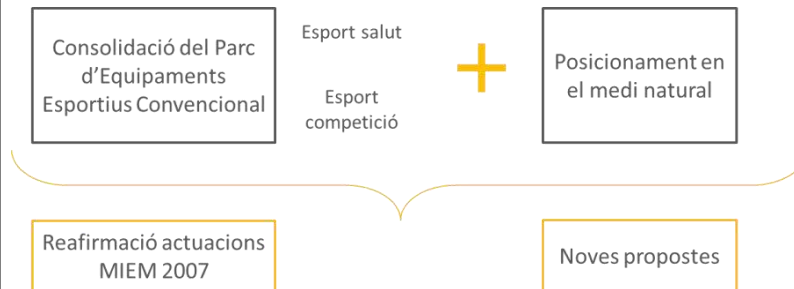 Consolidació del Parc
d'Equipaments
Esportius Convencional
Esport salut
Esport
competició
+
Posicionament en
el medi natural
Reafirmació actuacions
MIEM 2007
Noves propostes